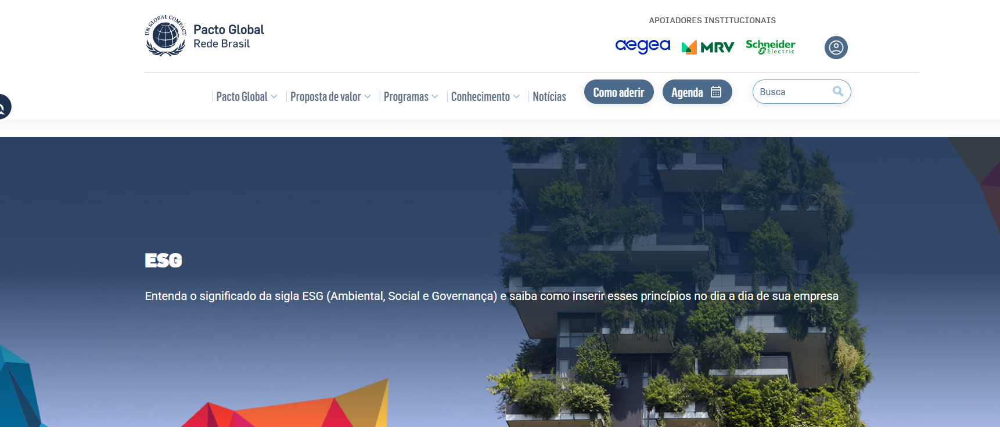 UN GLOBAL COMPACT
Pacto Global
Rede Brasil
APOIADORES INSTITUCIONAIS
aegea
MRV
Schneider
Electric
Pacto Global
Proposta de valor
Programas
Conhecimento
Notícias
Como aderir
Agenda
Busca
ESG
Entenda o significado da sigla ESG (Ambiental, Social e Governança) e saiba como inserir esses princípios no dia a dia de sua empresa